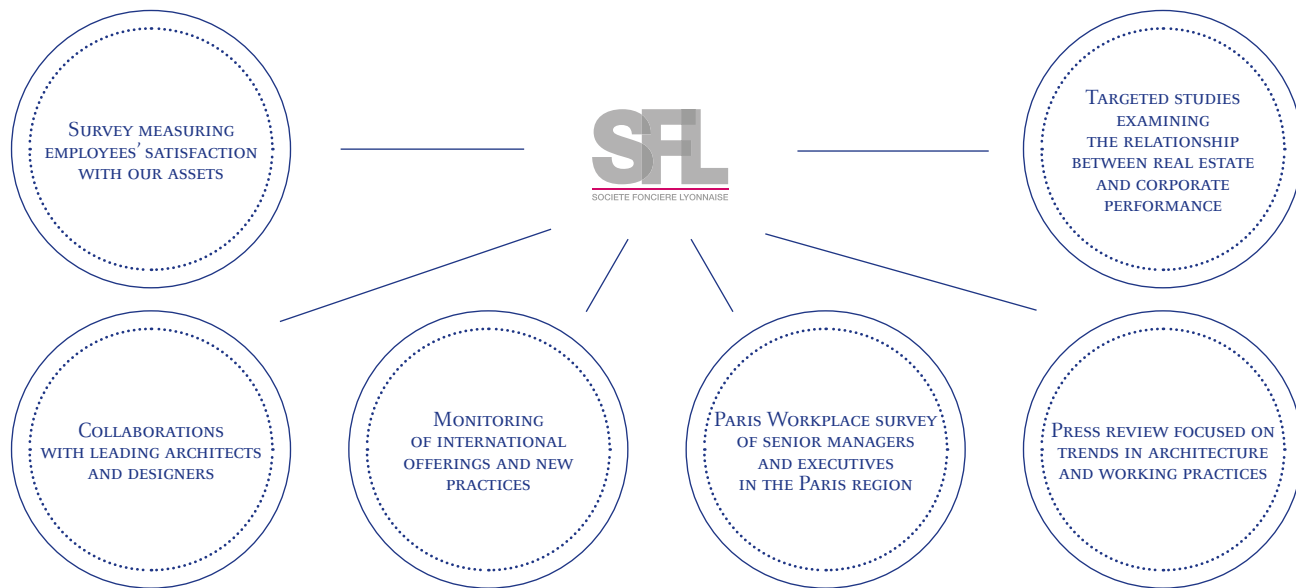 Survey measuring
employees' satisfaction
with our assets
SFL
SOCIETE FONCIERE LYONNAISE
Targeted studies
examining
the relationship
between real estate
and corporate
performance
Collaborations
with leading architects
and designers
Monitoring
of international
offerings and new
practices
Paris Workplace survey
of senior managers
and executives
in the Paris region
Press review focused on
trends in architecture
and working practices